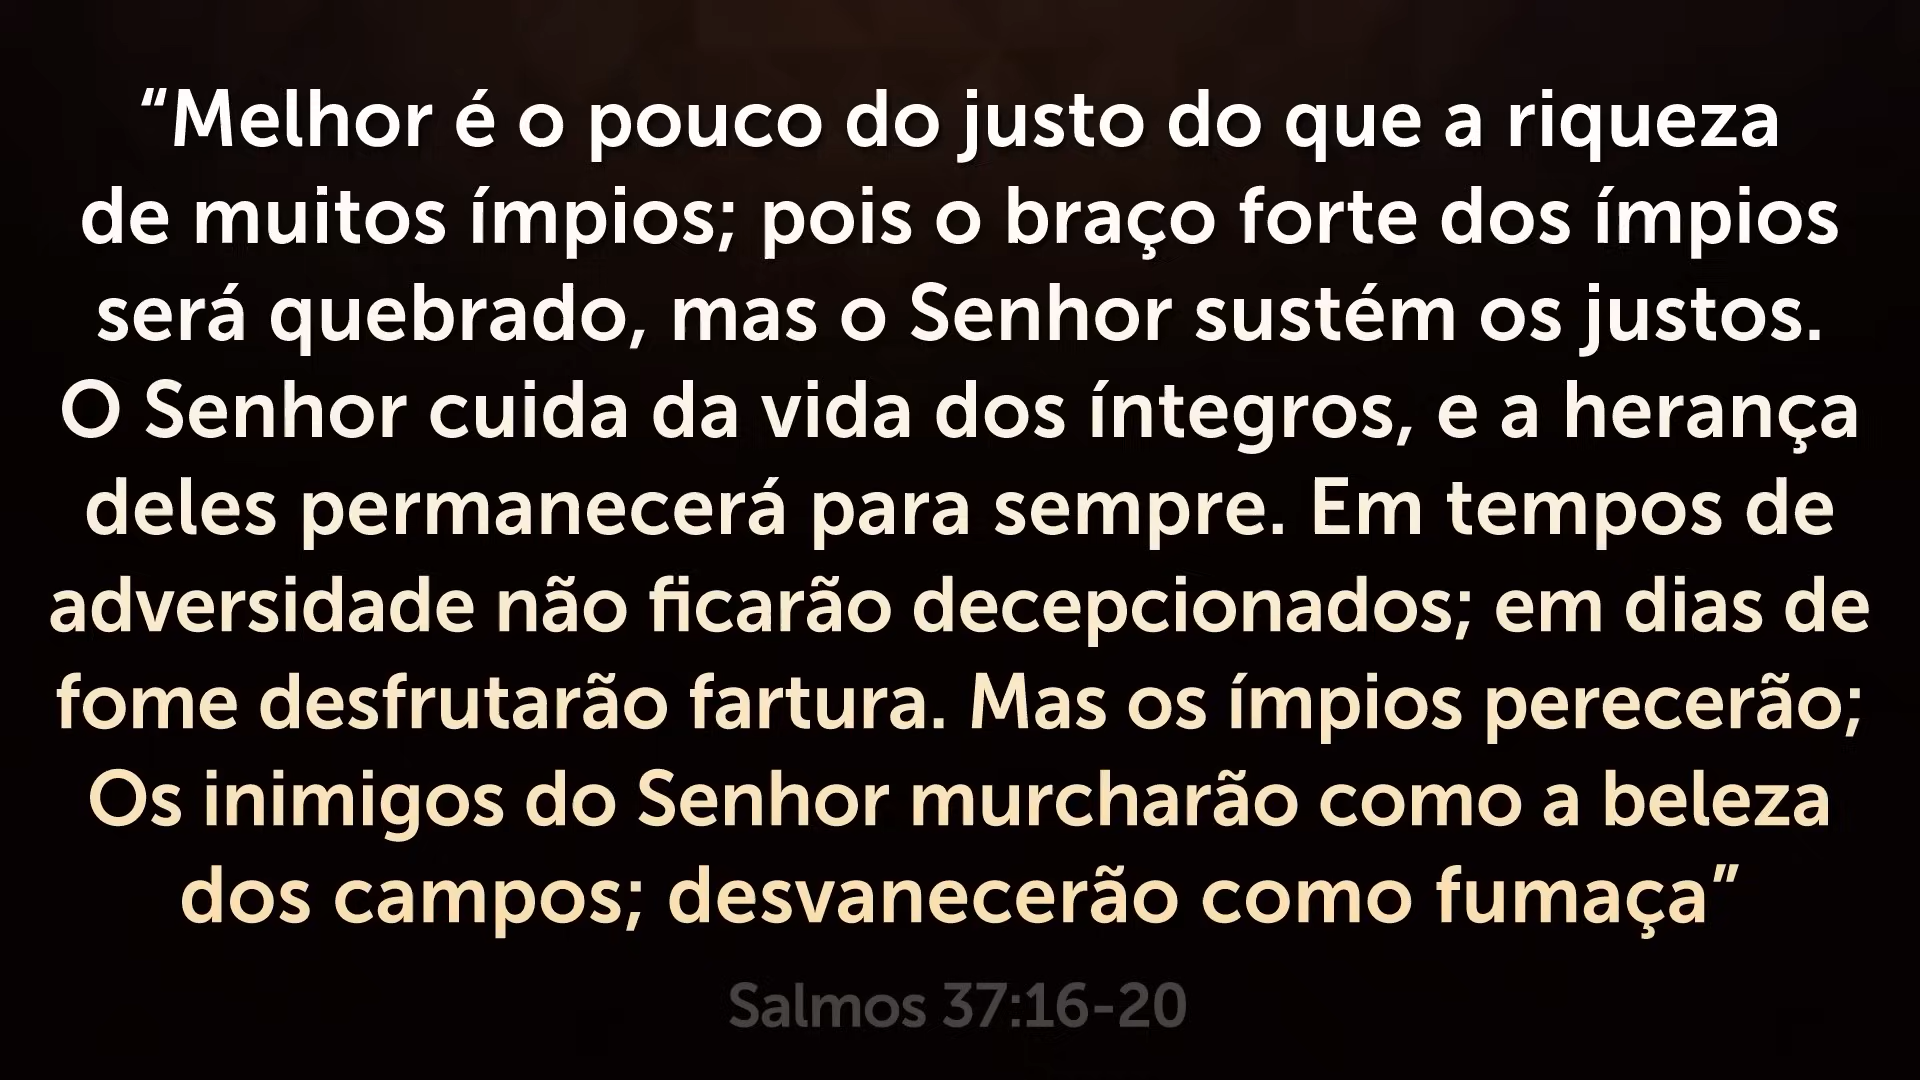 “Melhor é o pouco do justo do que a riqueza
de muitos ímpios; pois o braço forte dos ímpios
será quebrado, mas o Senhor sustém os justos.
O Senhor cuida da vida dos íntegros, e a herança
deles permanecerá para sempre. Em tempos de
adversidade não ficarão decepcionados; em dias de
fome desfrutarão fartura. Mas os ímpios perecerão;
Os inimigos do Senhor murcharão como a beleza
dos campos; desvanecerão como fumaça”
Salmos 37:16-20